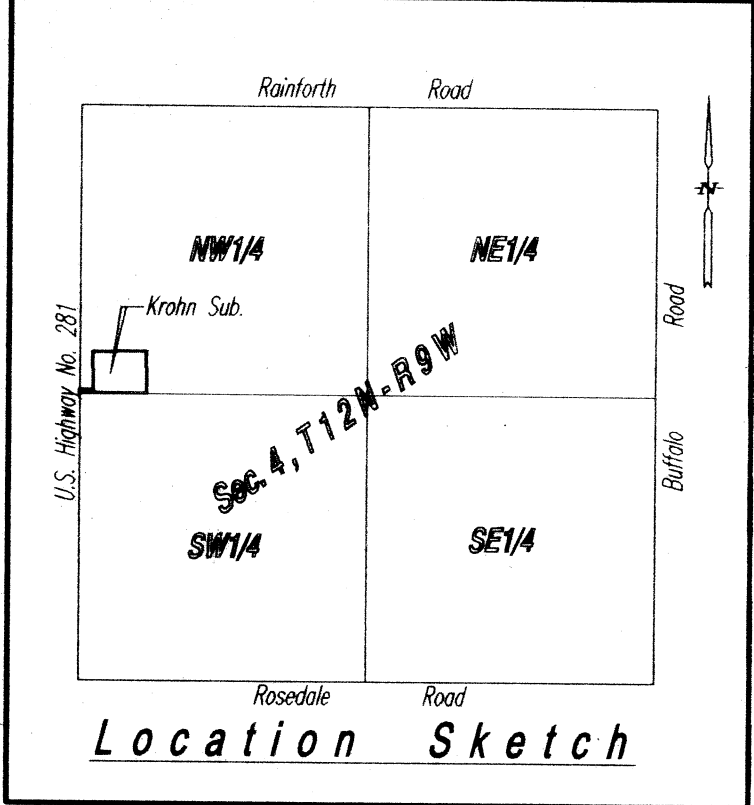 Rainforth Road
N
NW1/4 NE1/4
Krohn Sub.
U.S. Highway No. 281
Buffalo Road
Sec.4,T12N-R9W
SW1/4 SE1/4
Rosedale Road
Location Sketch